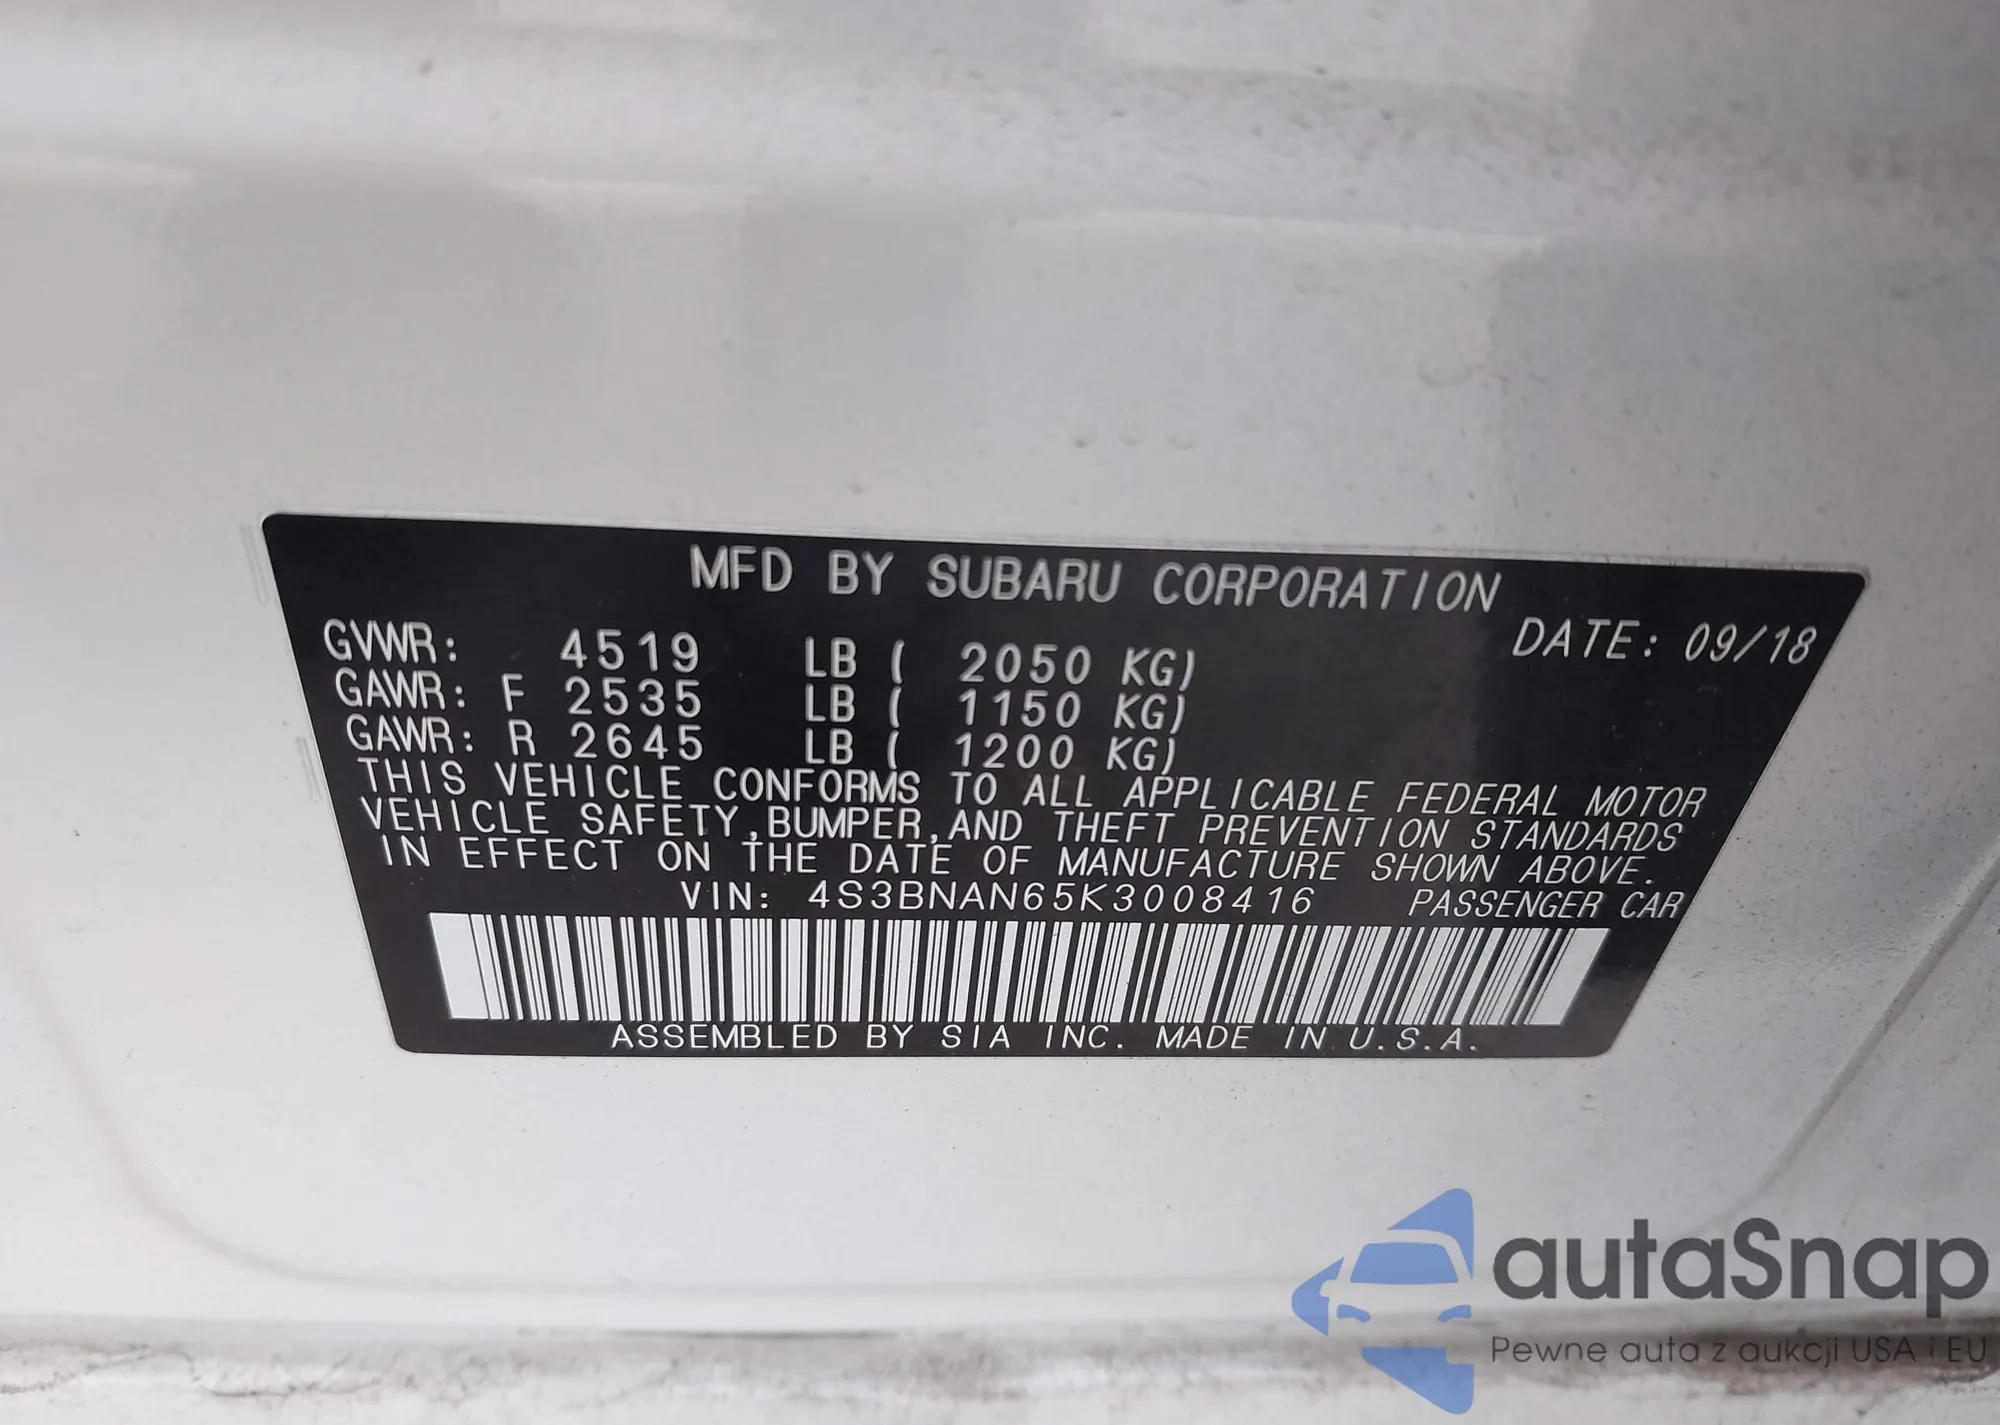 MFD BY SUBARU CORPORATION
DATE: 09/18
GVWR: 4519 LB ( 2050 KG)
GAWR: F 2535 LB ( 1150 KG)
GAWR: R 2645 LB ( 1200 KG)
THIS VEHICLE CONFORMS TO ALL APPLICABLE FEDERAL MOTOR
VEHICLE SAFETY,BUMPER,AND THEFT PREVENTION STANDARDS
IN EFFECT ON THE DATE OF MANUFACTURE SHOWN ABOVE.
VIN: 4S3BNAN65K3008416 PASSENGER CAR
ASSEMBLED BY SIA INC. MADE IN U.S.A.
autaSnap
Pewne auta z aukcji USA i EU